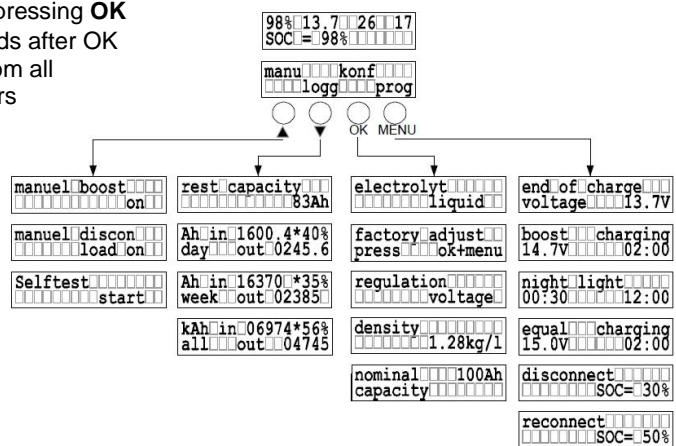 pressing OK
ds after OK
om all
rs
98% 13.7 26 17
SOC = 98%
manu konf
logg prog
▲ ▼ OK MENU
manuel boost
on
manuel discon
load on
Selftest
start
rest capacity
83Ah
Ah in 1600.4*40%
day out 0245.6
Ah in 16370 *35%
week out 02385
kAh in 06974*56%
all out 04745
electrolyt
liquid
factory adjust
press ok+menu
regulation
voltage
density
1.28kg/l
nominal 100Ah
capacity
end of charge
voltage 13.7V
boost charging
14.7V 02:00
night light
00:30 12:00
equal charging
15.0V 02:00
disconnect
SOC= 30%
reconnect
SOC= 50%